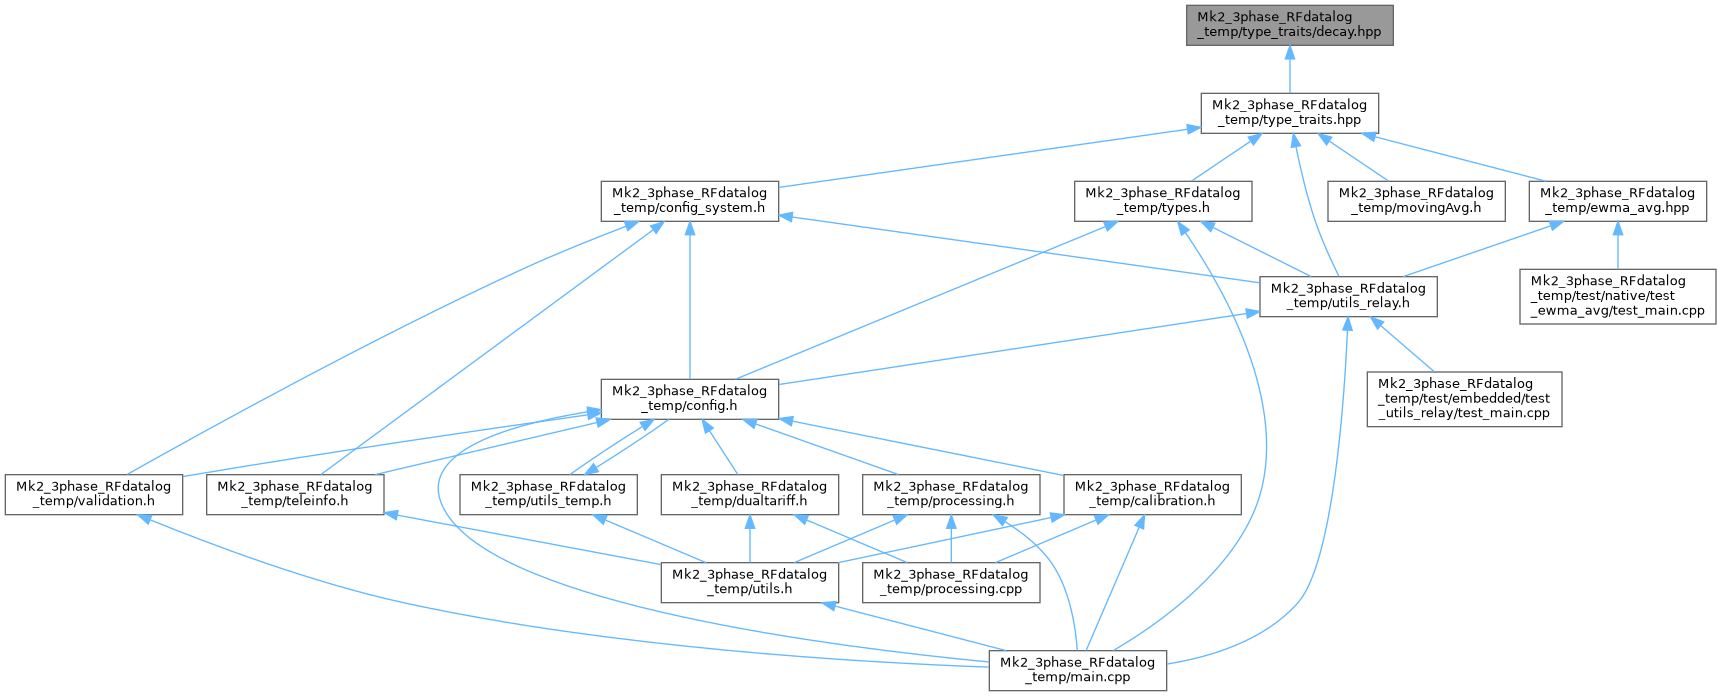 Mk2_3phase_RFdatalog
_temp/type_traits/decay.hpp
Mk2_3phase_RFdatalog
_temp/type_traits.hpp
Mk2_3phase_RFdatalog
_temp/config_system.h
Mk2_3phase_RFdatalog
_temp/types.h
Mk2_3phase_RFdatalog
_temp/movingAvg.h
Mk2_3phase_RFdatalog
_temp/ewma_avg.hpp
Mk2_3phase_RFdatalog
_temp/utils_relay.h
Mk2_3phase_RFdatalog
_temp/test/native/test
_ewma_avg/test_main.cpp
Mk2_3phase_RFdatalog
_temp/config.h
Mk2_3phase_RFdatalog
_temp/test/embedded/test
_utils_relay/test_main.cpp
Mk2_3phase_RFdatalog
_temp/validation.h
Mk2_3phase_RFdatalog
_temp/teleinfo.h
Mk2_3phase_RFdatalog
_temp/utils_temp.h
Mk2_3phase_RFdatalog
_temp/dualtariff.h
Mk2_3phase_RFdatalog
_temp/processing.h
Mk2_3phase_RFdatalog
_temp/calibration.h
Mk2_3phase_RFdatalog
_temp/utils.h
Mk2_3phase_RFdatalog
_temp/processing.cpp
Mk2_3phase_RFdatalog
_temp/main.cpp